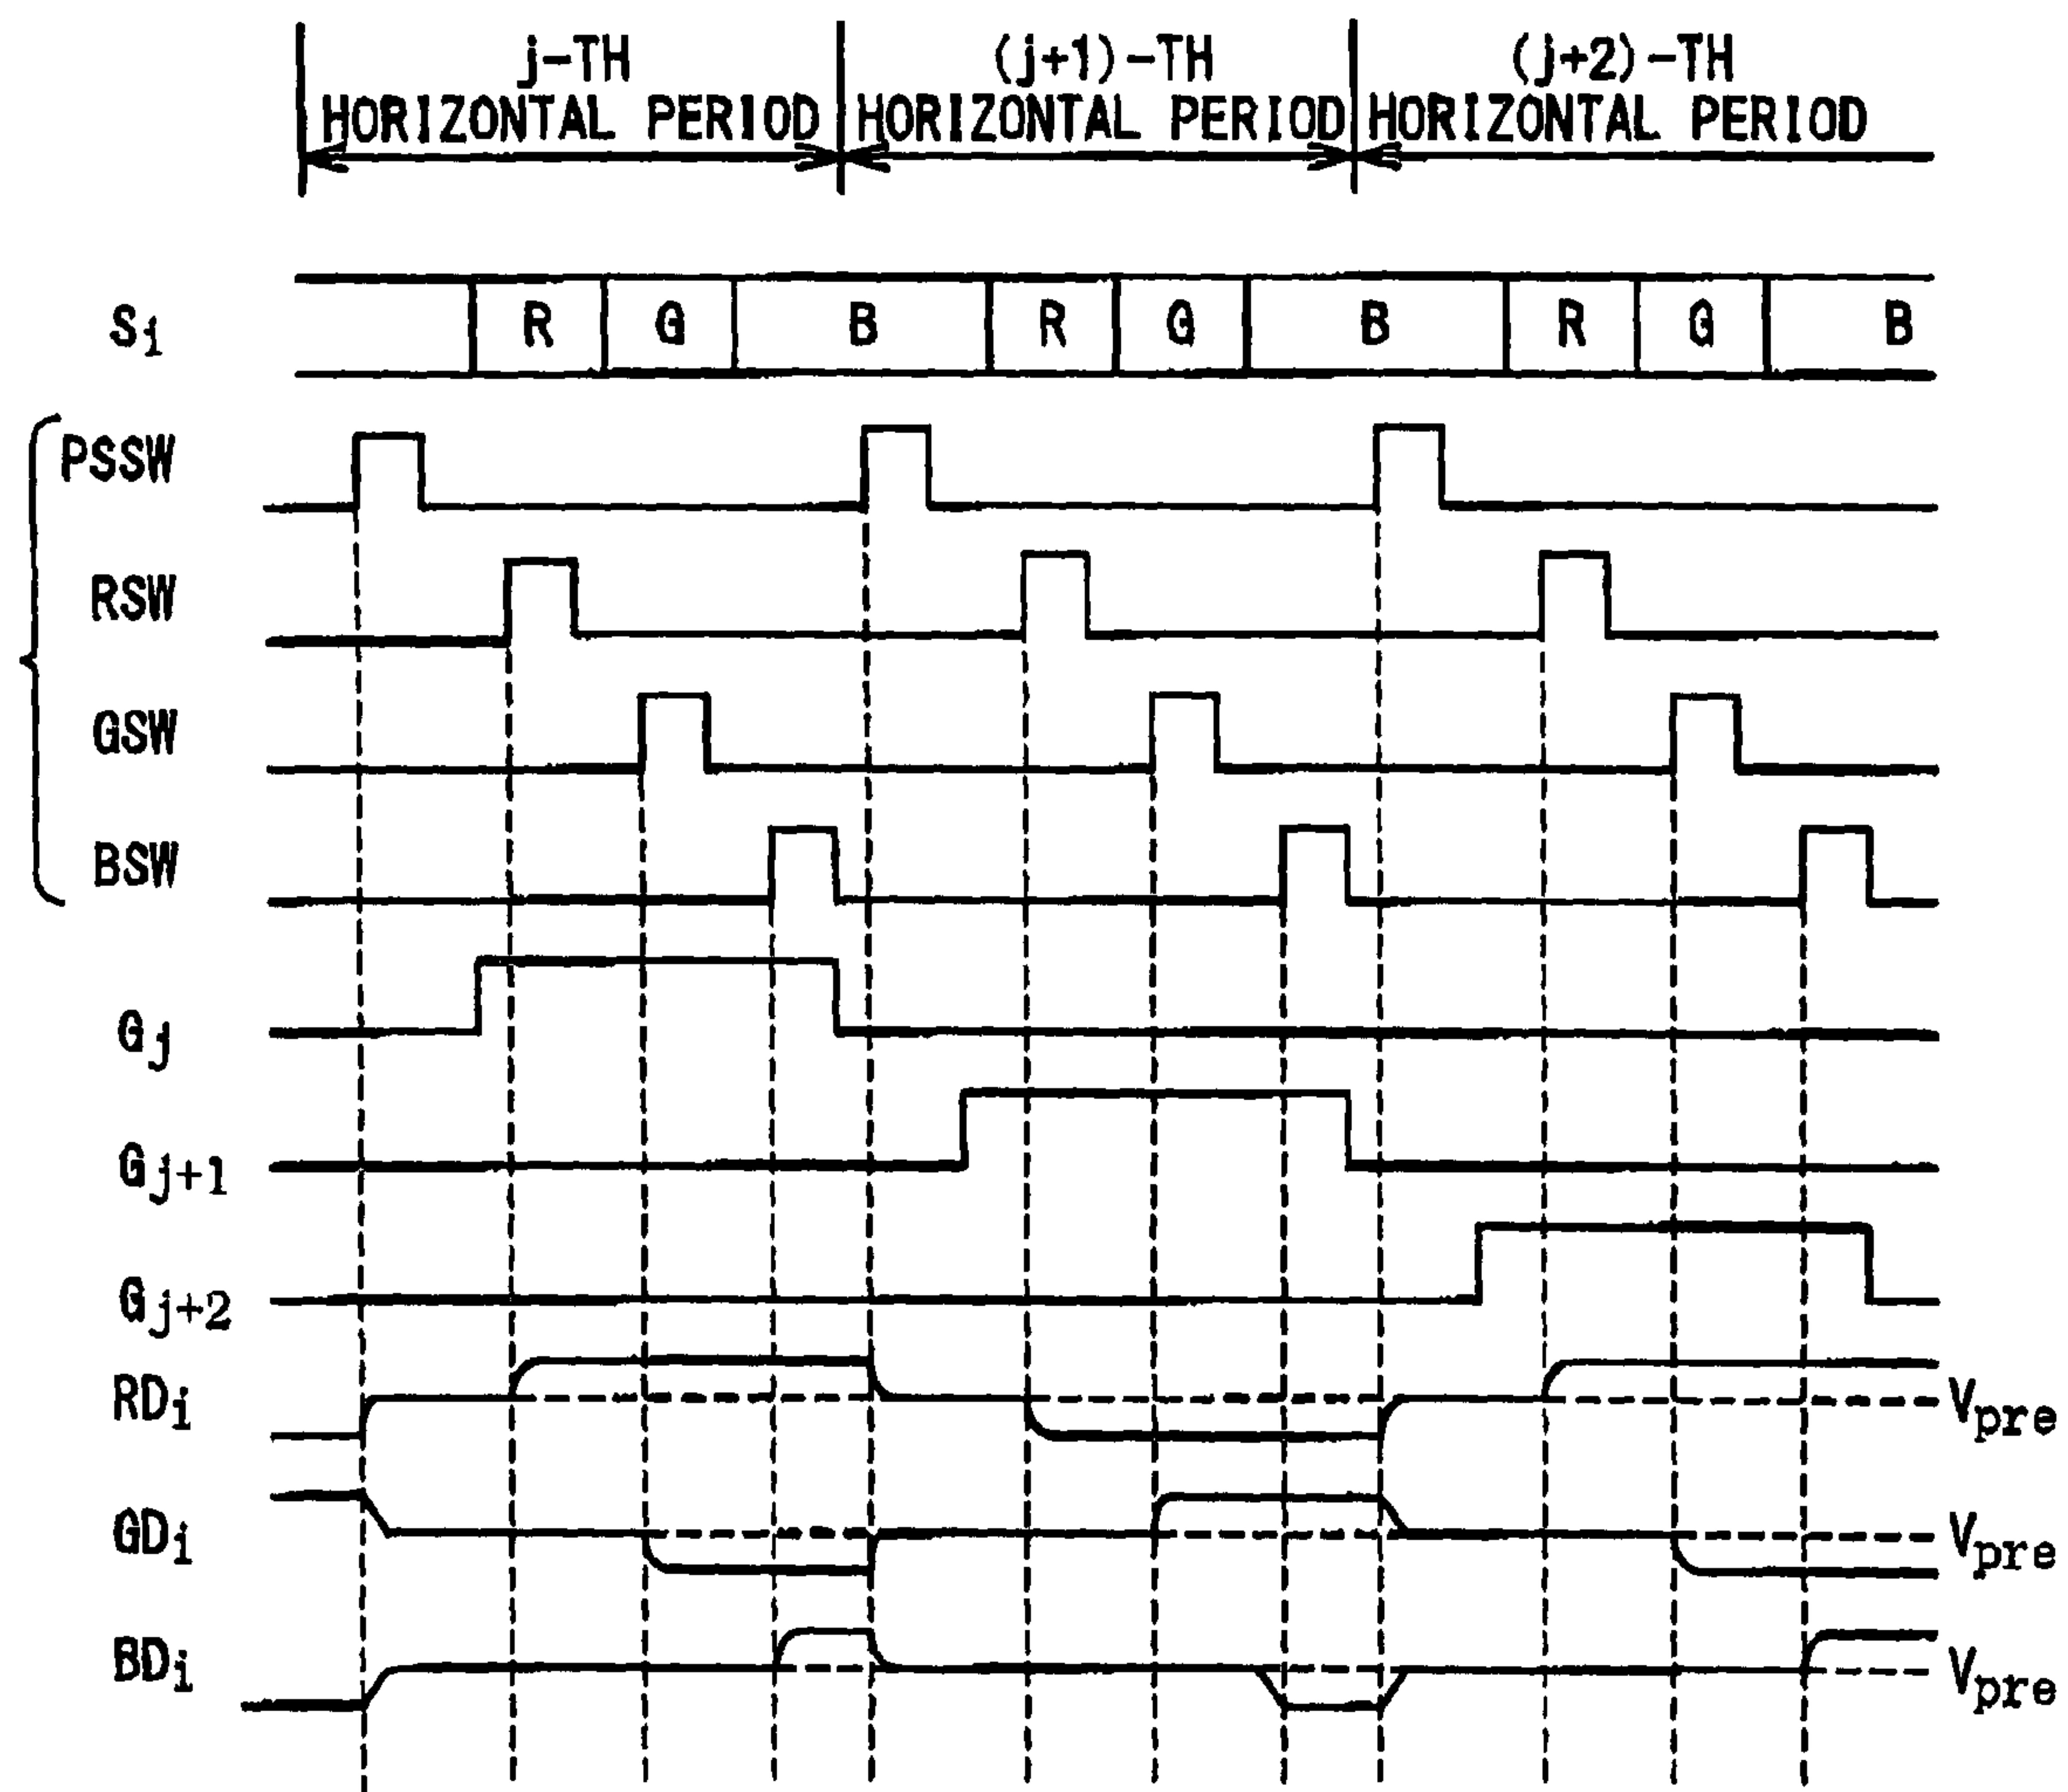 j-TH (j+1)-TH (j+2)-TH
HORIZONTAL PERIOD HORIZONTAL PERIOD HORIZONTAL PERIOD
Si R G B R G B R G B
PSSW
RSW
GSW
BSW
Gj
Gj+1
Gj+2
RDi Vpre
GDi Vpre
BDi Vpre